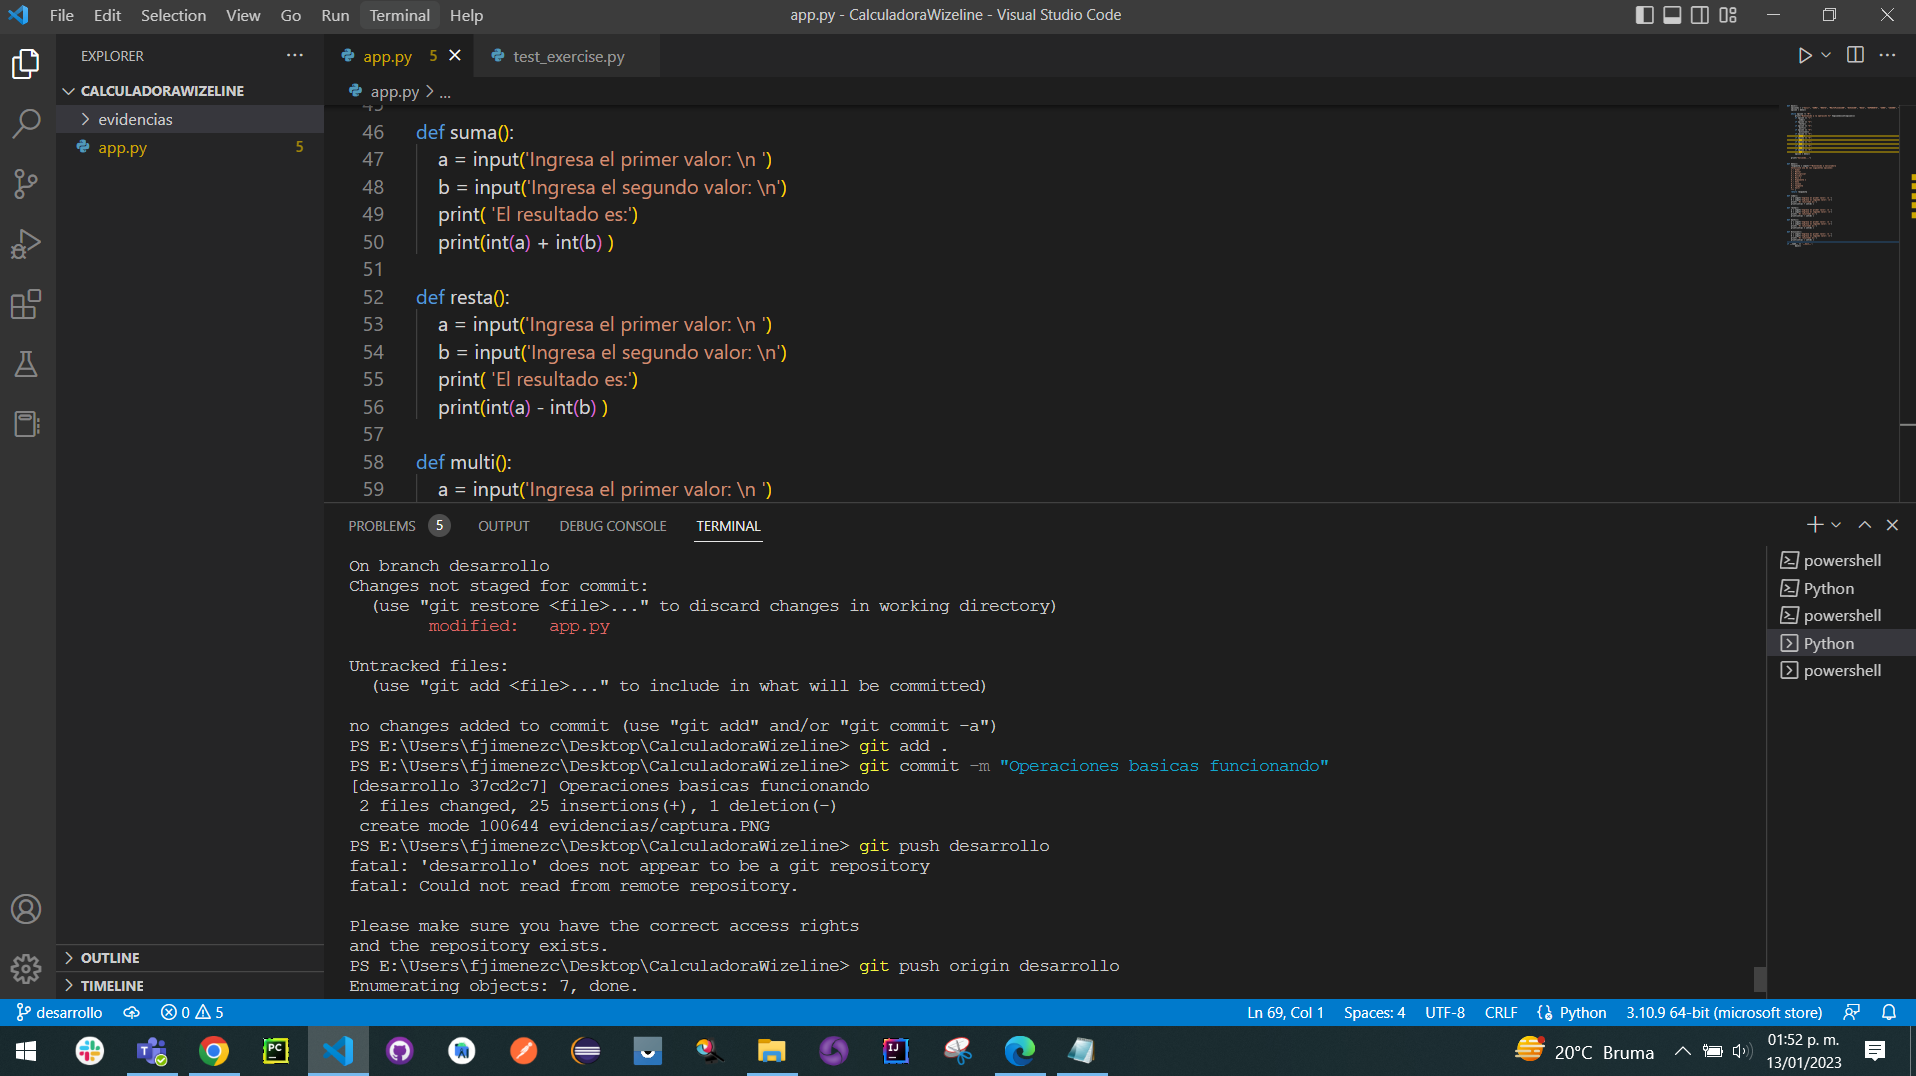 File Edit Selection View Go Run Terminal Help
app.py - CalculadoraWizeline - Visual Studio Code
EXPLORER
CALCULADORAWIZELINE
evidencias
app.py 5
OUTLINE
TIMELINE
app.py 5
test_exercise.py
app.py > ...
45
46 def suma():
47 a = input('Ingresa el primer valor: \n ')
48 b = input('Ingresa el segundo valor: \n')
49 print( 'El resultado es:')
50 print(int(a) + int(b) )
51
52 def resta():
53 a = input('Ingresa el primer valor: \n ')
54 b = input('Ingresa el segundo valor: \n')
55 print( 'El resultado es:')
56 print(int(a) - int(b) )
57
58 def multi():
59 a = input('Ingresa el primer valor: \n ')
PROBLEMS 5 OUTPUT DEBUG CONSOLE TERMINAL
On branch desarrollo
Changes not staged for commit:
(use "git restore <file>..." to discard changes in working directory)
modified: app.py
Untracked files:
(use "git add <file>..." to include in what will be committed)
no changes added to commit (use "git add" and/or "git commit -a")
PS E:\Users\fjimenezc\Desktop\CalculadoraWizeline> git add .
PS E:\Users\fjimenezc\Desktop\CalculadoraWizeline> git commit -m "Operaciones basicas funcionando"
[desarrollo 37cd2c7] Operaciones basicas funcionando
2 files changed, 25 insertions(+), 1 deletion(-)
create mode 100644 evidencias/captura.PNG
PS E:\Users\fjimenezc\Desktop\CalculadoraWizeline> git push desarrollo
fatal: 'desarrollo' does not appear to be a git repository
fatal: Could not read from remote repository.
Please make sure you have the correct access rights
and the repository exists.
PS E:\Users\fjimenezc\Desktop\CalculadoraWizeline> git push origin desarrollo
Enumerating objects: 7, done.
powershell
Python
powershell
Python
powershell
desarrollo 0 5
Ln 69, Col 1 Spaces: 4 UTF-8 CRLF Python 3.10.9 64-bit (microsoft store)
PC
IJ
20°C Bruma
01:52 p. m.
13/01/2023